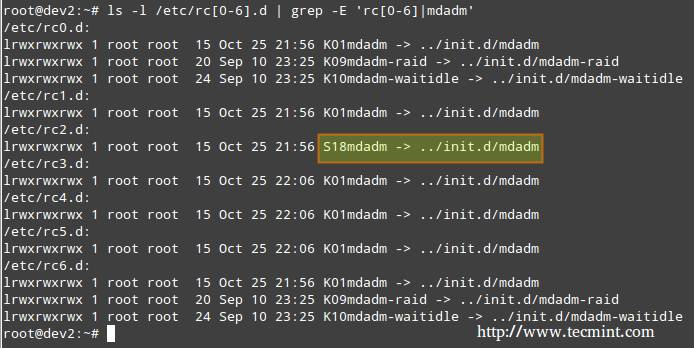 root@dev2:~# ls -l /etc/rc[0-6].d | grep -E 'rc[0-6]|mdadm'
/etc/rc0.d:
lrwxrwxrwx 1 root root  15 Oct 25 21:56 K01mdadm -> ../init.d/mdadm
lrwxrwxrwx 1 root root  20 Sep 10 23:25 K09mdadm-raid -> ../init.d/mdadm-raid
lrwxrwxrwx 1 root root  24 Sep 10 23:25 K10mdadm-waitidle -> ../init.d/mdadm-waitidle
/etc/rc1.d:
lrwxrwxrwx 1 root root  15 Oct 25 21:56 K01mdadm -> ../init.d/mdadm
/etc/rc2.d:
lrwxrwxrwx 1 root root  15 Oct 25 21:56 S18mdadm -> ../init.d/mdadm
/etc/rc3.d:
lrwxrwxrwx 1 root root  15 Oct 25 22:06 K01mdadm -> ../init.d/mdadm
/etc/rc4.d:
lrwxrwxrwx 1 root root  15 Oct 25 22:06 K01mdadm -> ../init.d/mdadm
/etc/rc5.d:
lrwxrwxrwx 1 root root  15 Oct 25 22:06 K01mdadm -> ../init.d/mdadm
/etc/rc6.d:
lrwxrwxrwx 1 root root  15 Oct 25 21:56 K01mdadm -> ../init.d/mdadm
lrwxrwxrwx 1 root root  20 Sep 10 23:25 K09mdadm-raid -> ../init.d/mdadm-raid
lrwxrwxrwx 1 root root  24 Sep 10 23:25 K10mdadm-waitidle -> ../init.d/mdadm-waitidle
root@dev2:~#
http://www.tecmint.com